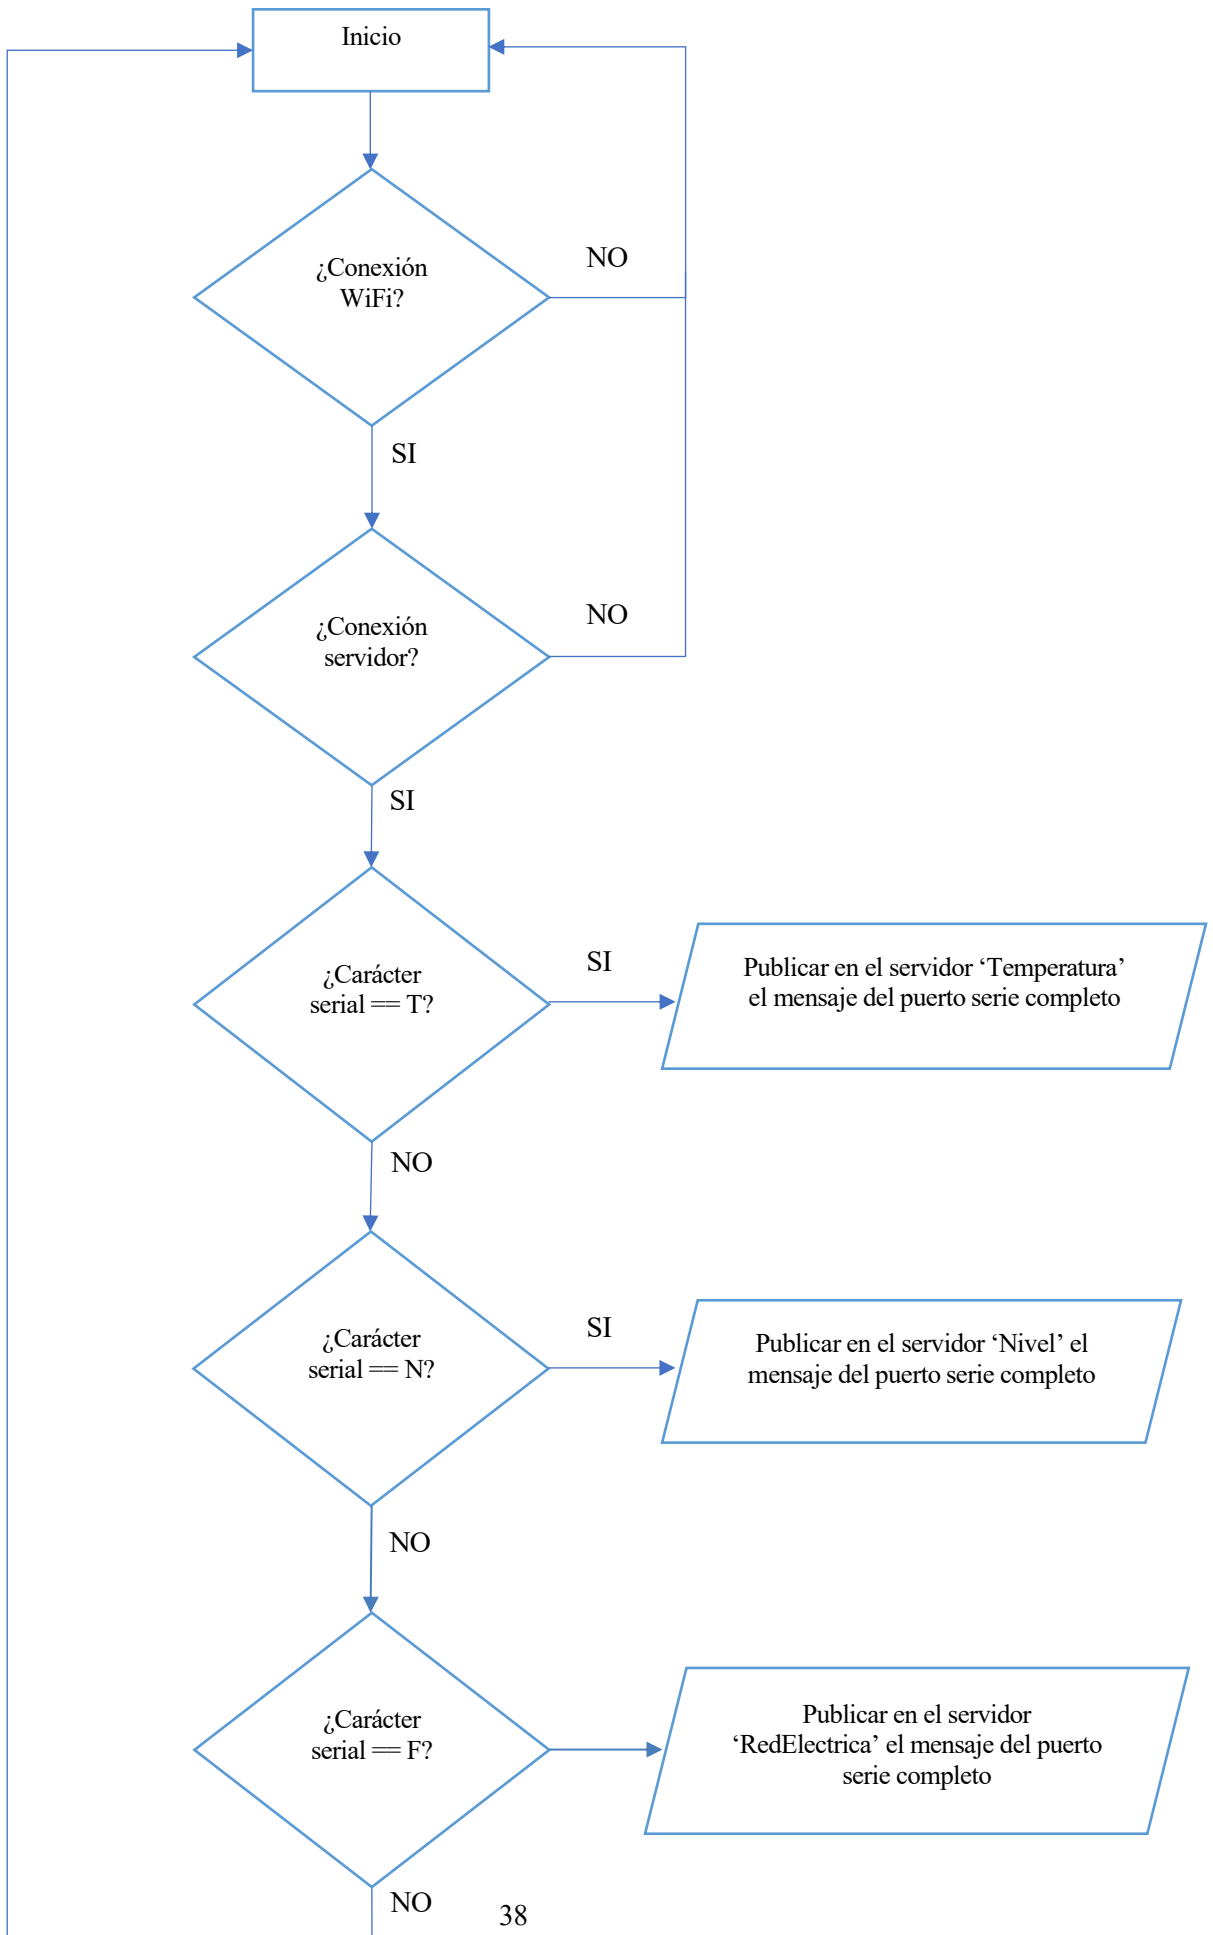 Inicio
¿Conexión
WiFi?
NO
SI
¿Conexión
servidor?
NO
SI
¿Carácter
serial == T?
SI
Publicar en el servidor ‘Temperatura’
el mensaje del puerto serie completo
NO
¿Carácter
serial == N?
SI
Publicar en el servidor ‘Nivel’ el
mensaje del puerto serie completo
NO
¿Carácter
serial == F?
Publicar en el servidor
‘RedElectrica’ el mensaje del puerto
serie completo
NO
38